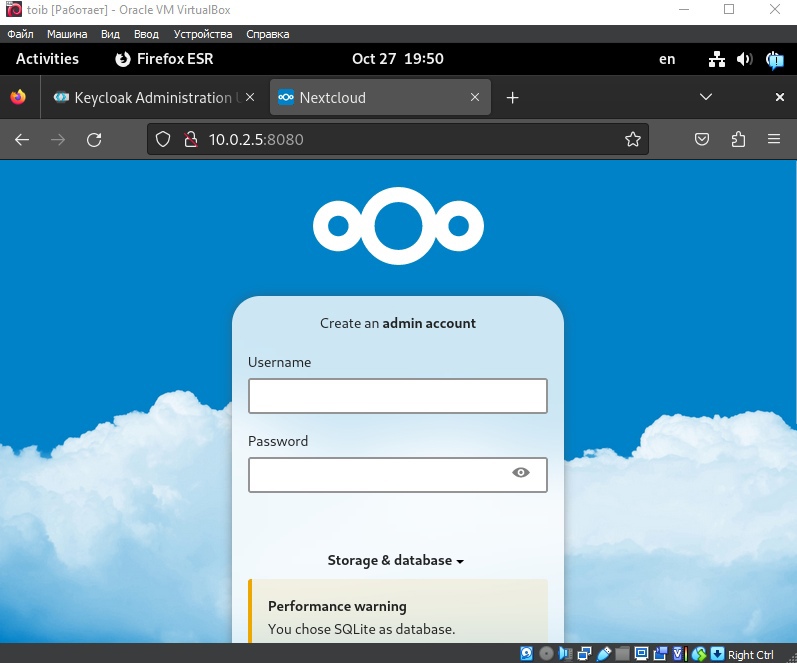 toib [Работает] - Oracle VM VirtualBox
Файл Машина Вид Ввод Устройства Справка
Activities Firefox ESR Oct 27 19:50 en
Keycloak Administration Nextcloud
10.0.2.5:8080
Create an admin account
Username
Password
Storage & database
Performance warning
You chose SQLite as database.
Right Ctrl